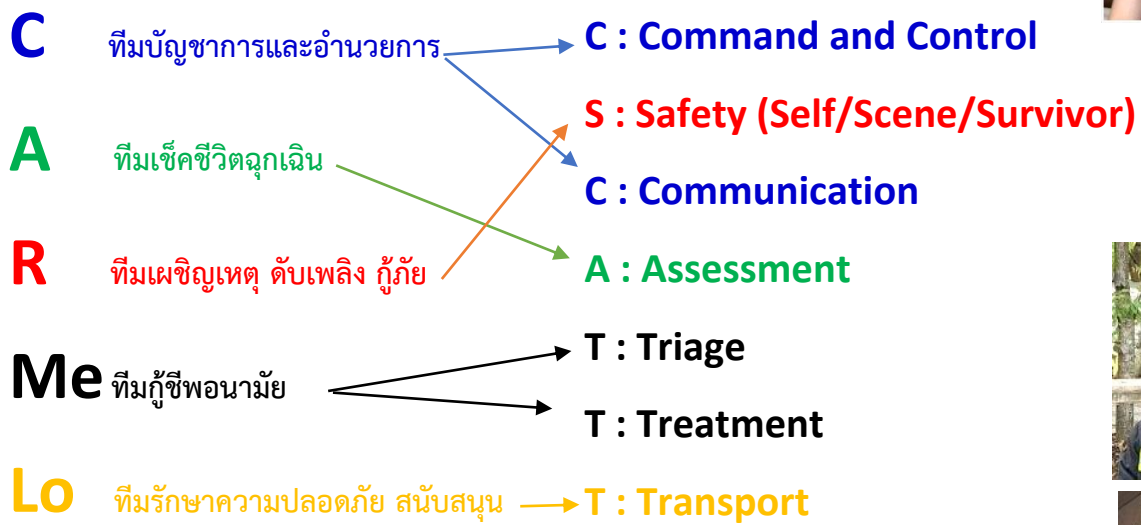 C ทีมบัญชาการและอำนวยการ C : Command and Control
S : Safety (Self/Scene/Survivor)
A ทีมเช็คชีวิตฉุกเฉิน
C : Communication
R ทีมเผชิญเหตุ ดับเพลิง กู้ภัย
A : Assessment
Me ทีมกู้ชีพอนามัย
T : Triage
T : Treatment
Lo ทีมรักษาความปลอดภัย สนับสนุน T : Transport